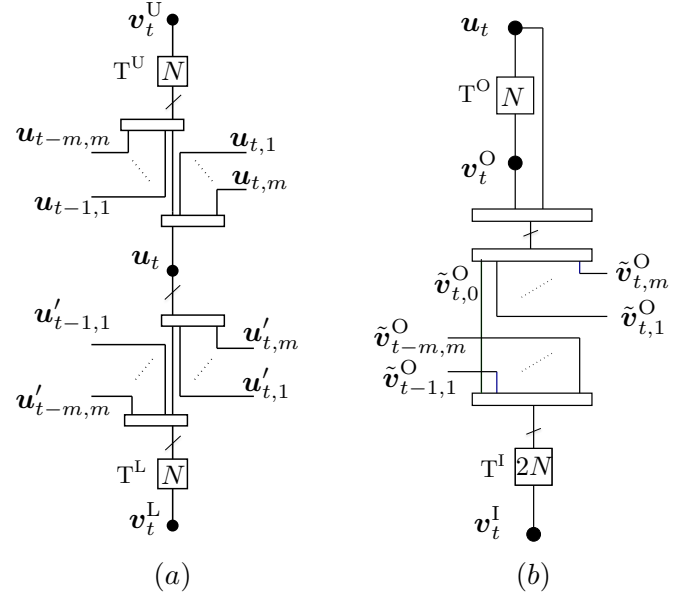 𝒗_t^U
T^U N
𝒖_{t−m,m}
𝒖_{t−1,1}
𝒖_{t,1}
𝒖_{t,m}
𝒖_t
𝒖′_{t−1,1}
𝒖′_{t−m,m}
𝒖′_{t,m}
𝒖′_{t,1}
T^L N
𝒗_t^L
(a)
𝒖_t
T^O N
𝒗_t^O
ṽ_{t,0}^O
ṽ_{t,m}^O
ṽ_{t,1}^O
ṽ_{t−m,m}^O
ṽ_{t−1,1}^O
T^I 2N
𝒗_t^I
(b)